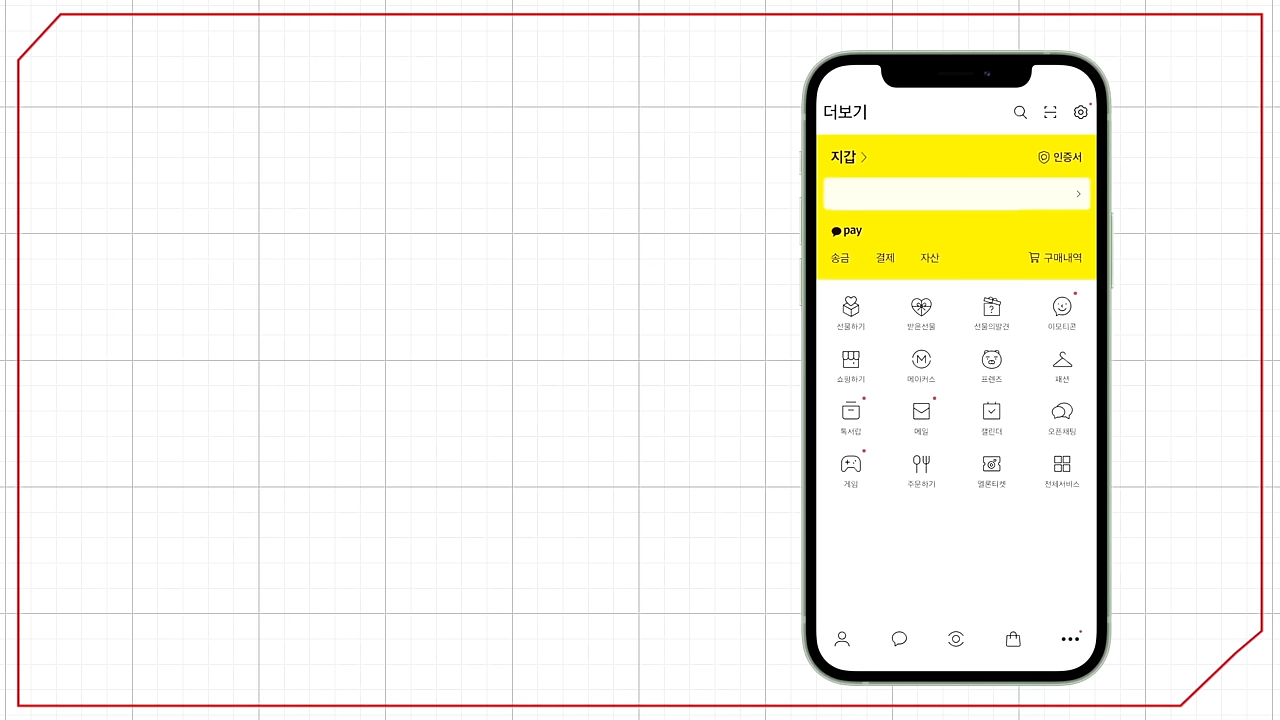 더보기
지갑
인증서
pay
송금 결제 자산 구매내역
선물하기 받은선물 선물의발견 이모티콘
쇼핑하기 메이커스 프렌즈 패션
톡서랍 메일 캘린더 오픈채팅
게임 주문하기 멜론티켓 전체서비스